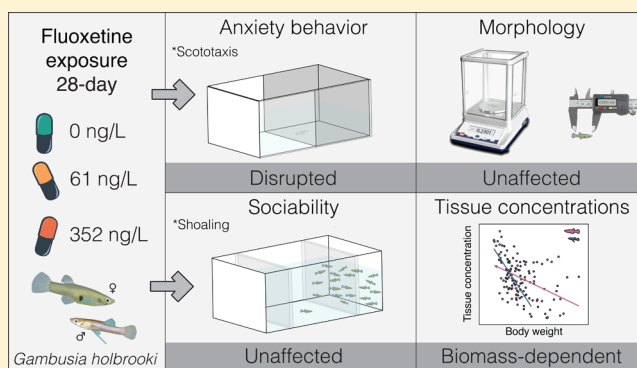 Fluoxetine
exposure
28-day
0 ng/L
61 ng/L
352 ng/L
♀
♂
Gambusia holbrooki
Anxiety behavior
*Scototaxis
Disrupted
Morphology
Unaffected
Sociability
*Shoaling
Unaffected
Tissue concentrations
Tissue concentration
Body weight
Biomass-dependent